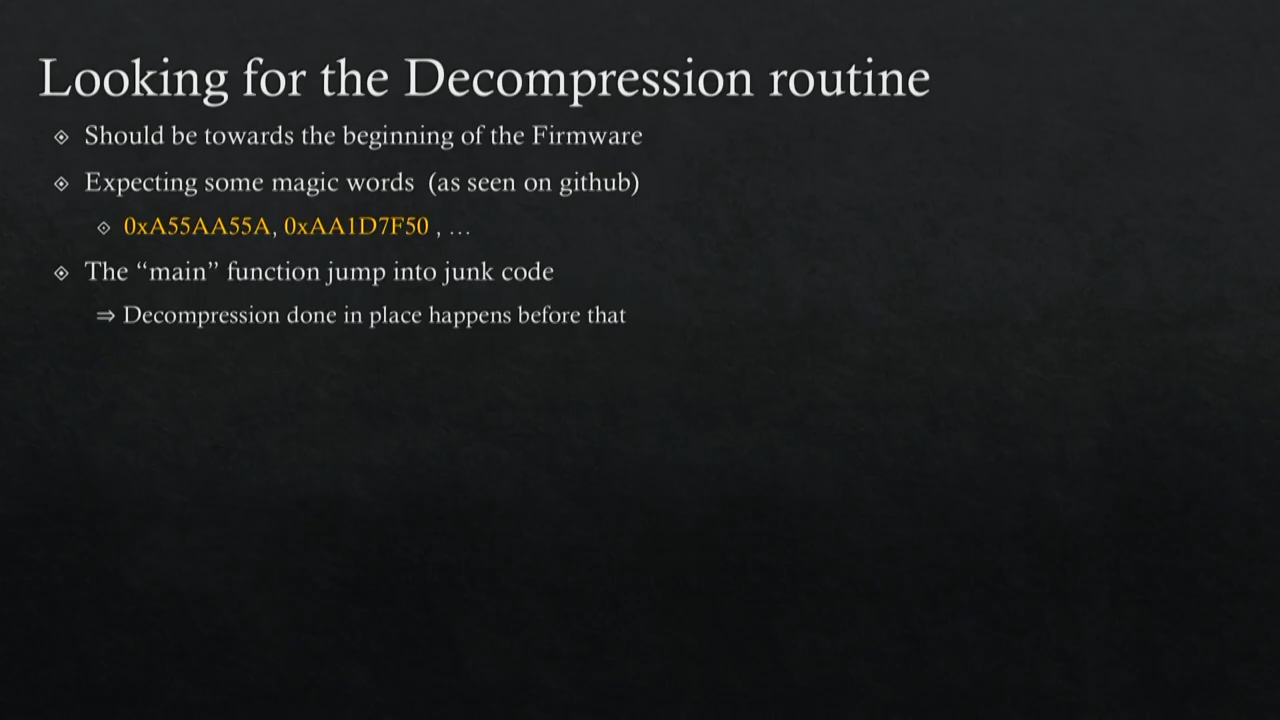 Looking for the Decompression routine
Should be towards the beginning of the Firmware
Expecting some magic words (as seen on github)
0xA55AA55A, 0xAA1D7F50 , …
The “main” function jump into junk code
⇒ Decompression done in place happens before that